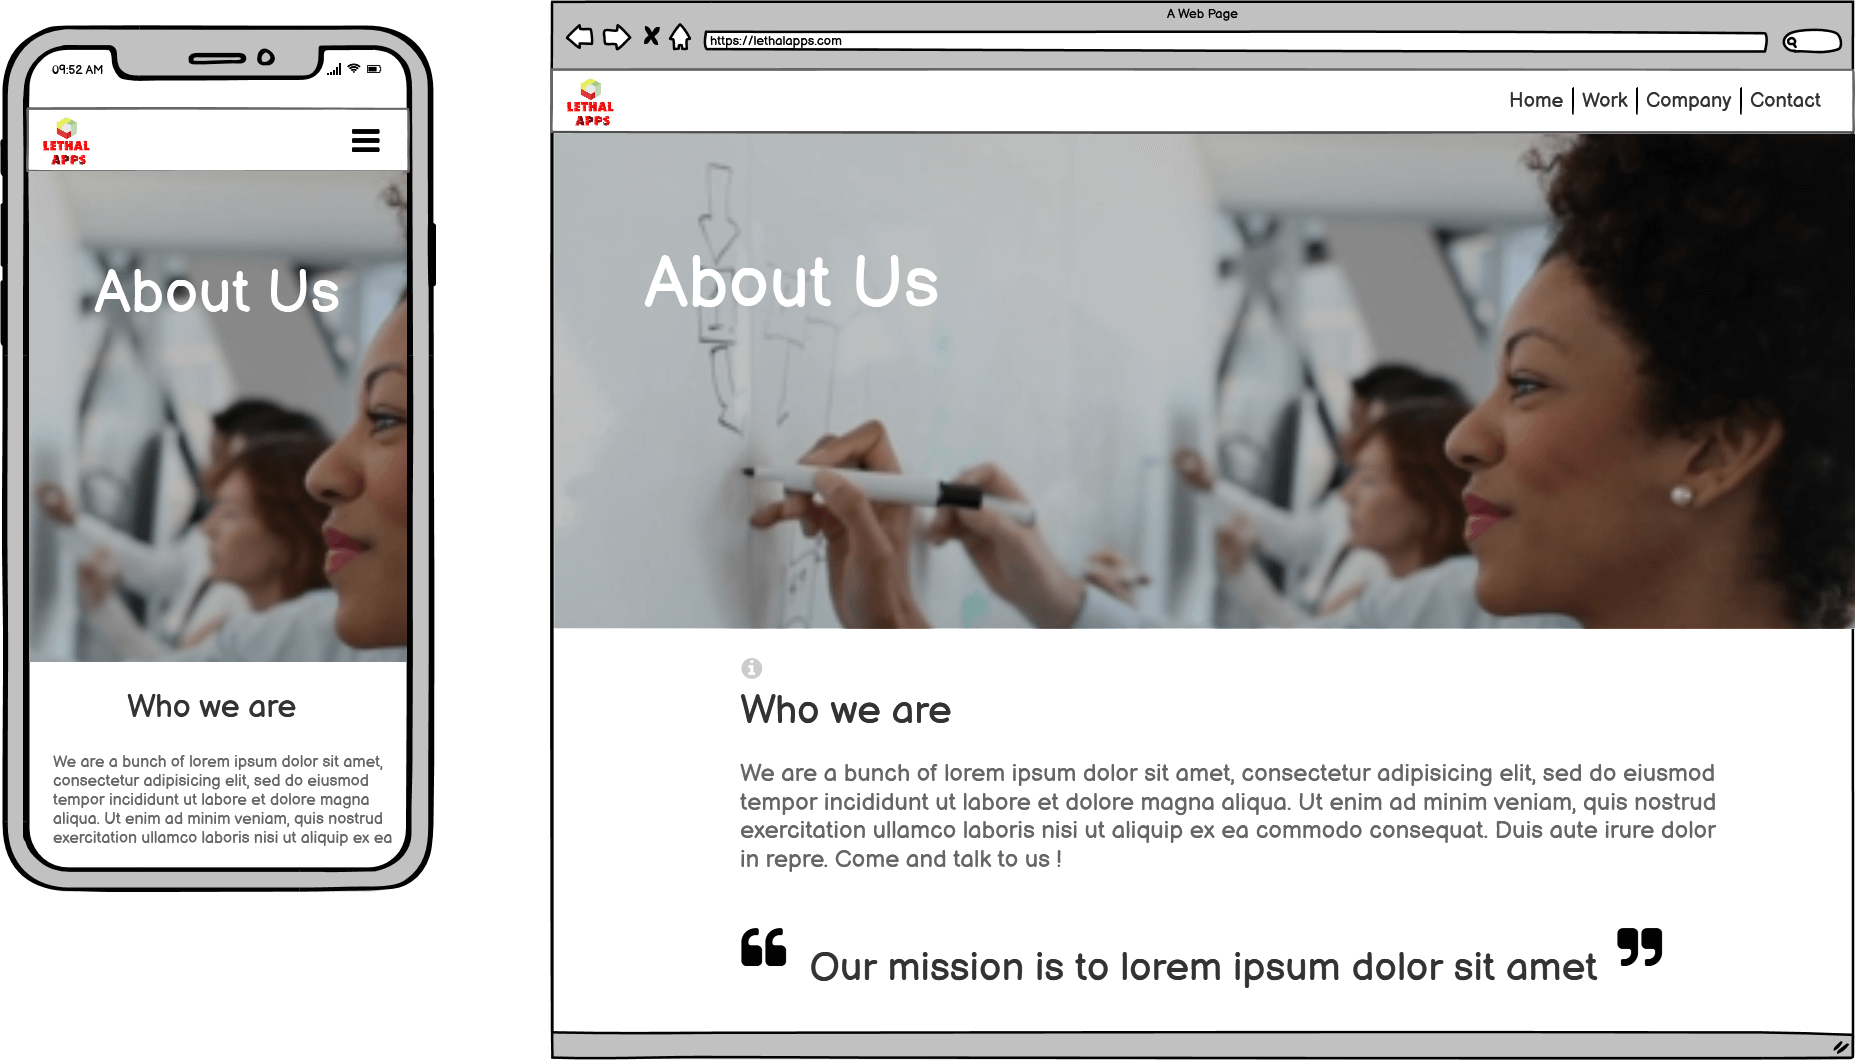 09:52 AM
LETHAL
APPS
About Us
Who we are
We are a bunch of lorem ipsum dolor sit amet,
consectetur adipisicing elit, sed do eiusmod
tempor incididunt ut labore et dolore magna
aliqua. Ut enim ad minim veniam, quis nostrud
exercitation ullamco laboris nisi ut aliquip ex ea
A Web Page
https://lethalapps.com
LETHAL
APPS
Home Work Company Contact
About Us
Who we are
We are a bunch of lorem ipsum dolor sit amet, consectetur adipisicing elit, sed do eiusmod
tempor incididunt ut labore et dolore magna aliqua. Ut enim ad minim veniam, quis nostrud
exercitation ullamco laboris nisi ut aliquip ex ea commodo consequat. Duis aute irure dolor
in repre. Come and talk to us !
“ Our mission is to lorem ipsum dolor sit amet ”